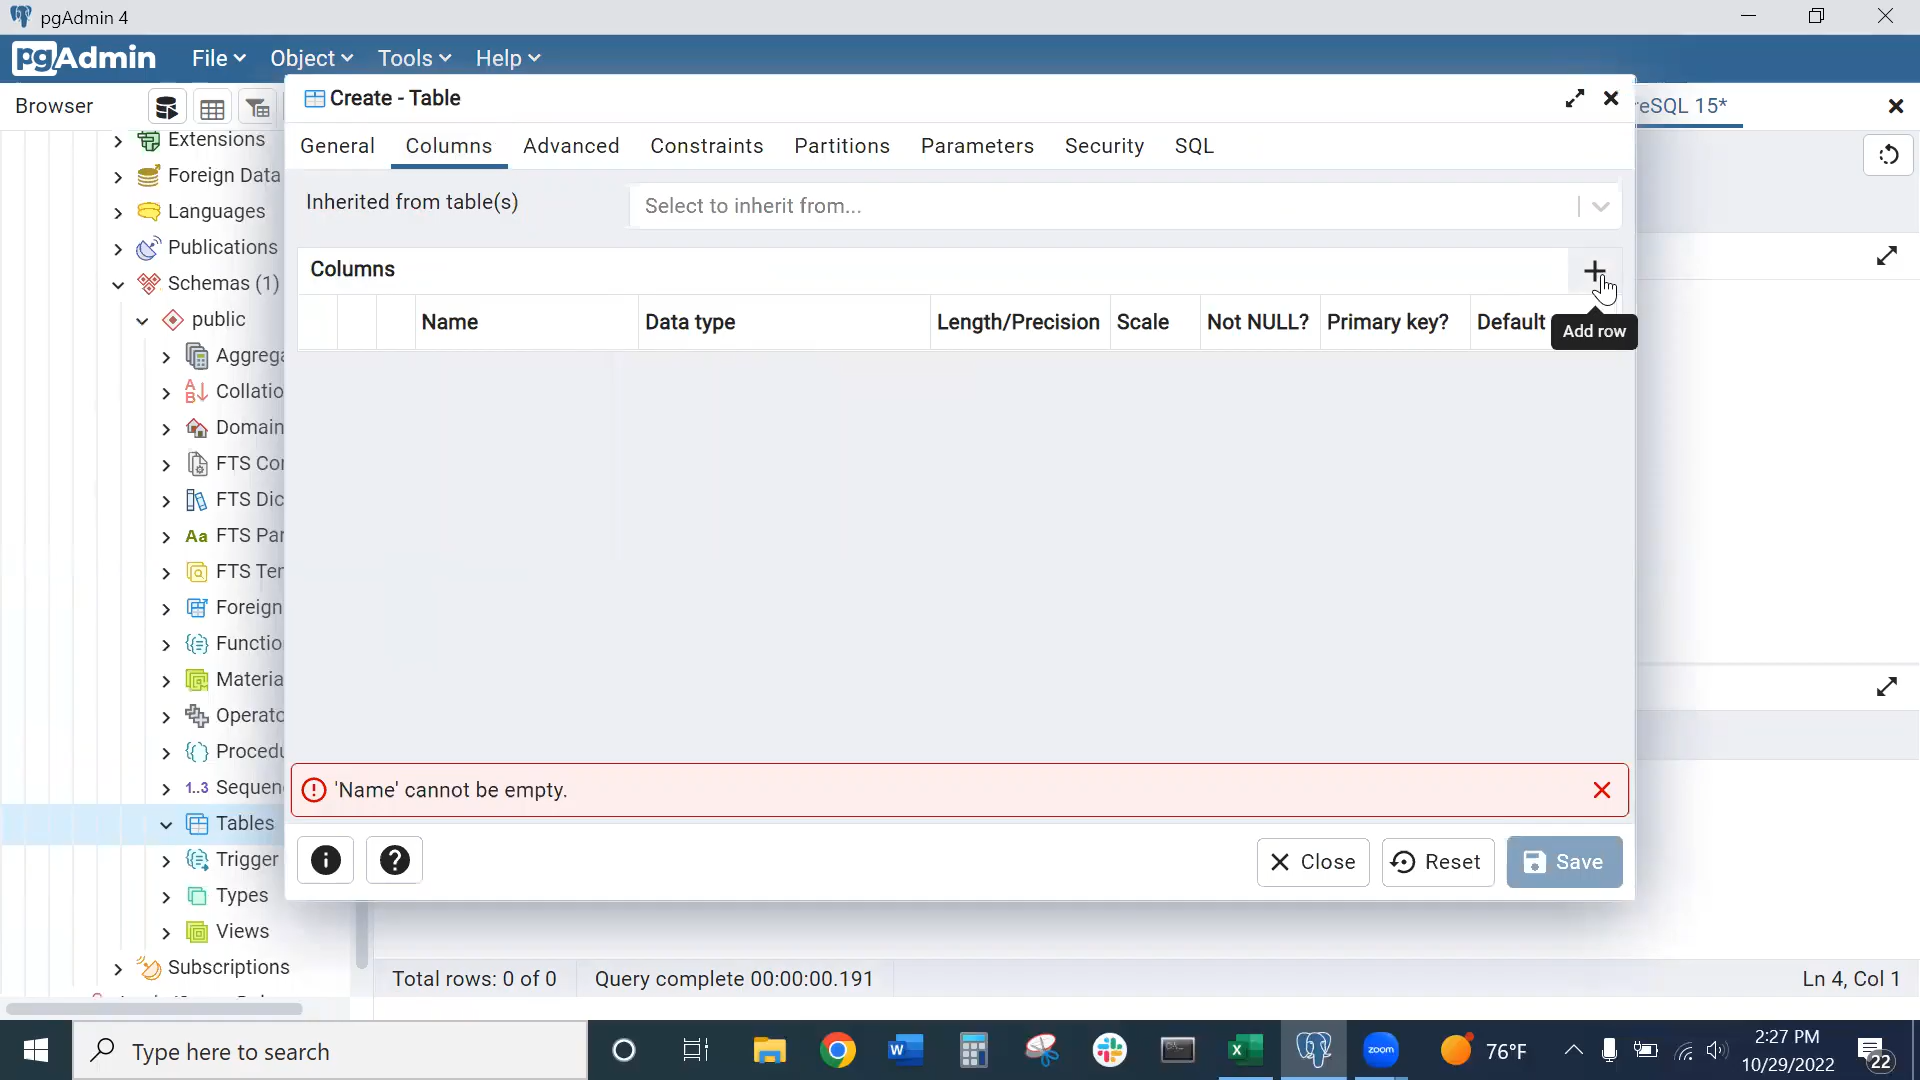 pgAdmin 4
pgAdmin File Object Tools Help
Browser
Create - Table
eSQL 15*
General Columns Advanced Constraints Partitions Parameters Security SQL
Extensions
Foreign Data
Inherited from table(s) Select to inherit from...
Languages
Publications
Columns
Schemas (1)
Name Data type Length/Precision Scale Not NULL? Primary key? Default
Add row
public
Aggrega
Collatio
Domain
FTS Co
FTS Dic
Aa FTS Par
FTS Te
Foreign
Functio
Materia
Operato
Procedu
1..3 Sequen
'Name' cannot be empty.
Tables
Trigger
Close Reset Save
Types
Views
Subscriptions
Total rows: 0 of 0 Query complete 00:00:00.191 Ln 4, Col 1
Type here to search
zoom
76°F
2:27 PM
10/29/2022
22